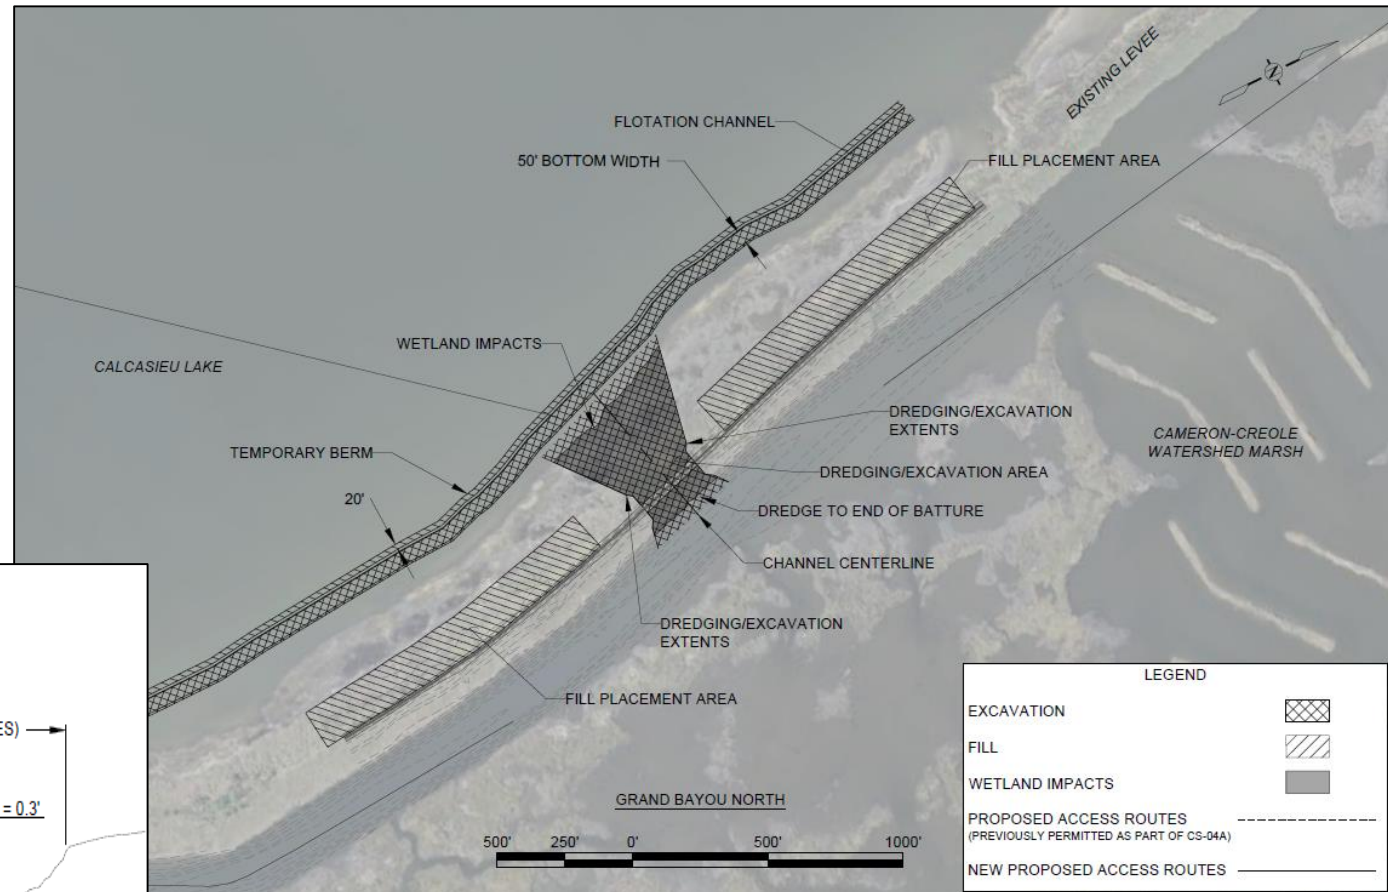 EXISTING LEVEE
N
FLOTATION CHANNEL
50' BOTTOM WIDTH
FILL PLACEMENT AREA
WETLAND IMPACTS
CALCASIEU LAKE
TEMPORARY BERM
20'
DREDGING/EXCAVATION
EXTENTS
DREDGING/EXCAVATION AREA
DREDGE TO END OF BATTURE
CHANNEL CENTERLINE
CAMERON-CREOLE
WATERSHED MARSH
DREDGING/EXCAVATION
EXTENTS
FILL PLACEMENT AREA
ES)
= 0.3'
GRAND BAYOU NORTH
500' 250' 0' 500' 1000'
LEGEND
EXCAVATION
FILL
WETLAND IMPACTS
PROPOSED ACCESS ROUTES
(PREVIOUSLY PERMITTED AS PART OF CS-04A)
NEW PROPOSED ACCESS ROUTES